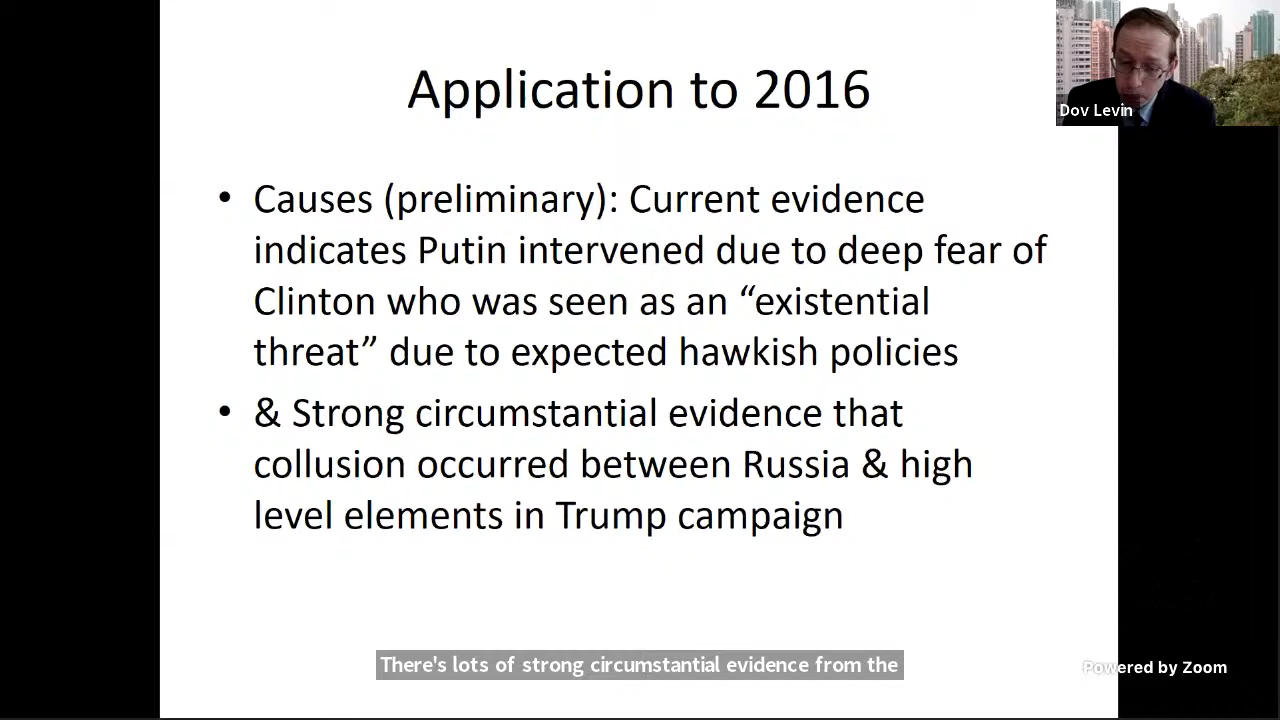 Application to 2016
Dov Levin
• Causes (preliminary): Current evidence
indicates Putin intervened due to deep fear of
Clinton who was seen as an “existential
threat” due to expected hawkish policies
• & Strong circumstantial evidence that
collusion occurred between Russia & high
level elements in Trump campaign
There's lots of strong circumstantial evidence from the
Powered by Zoom